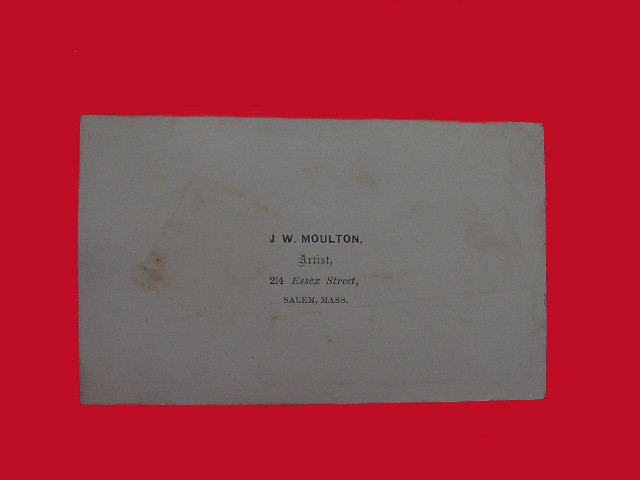 J W. MOULTON,
Artist,
214 Essex Street,
SALEM, MASS.